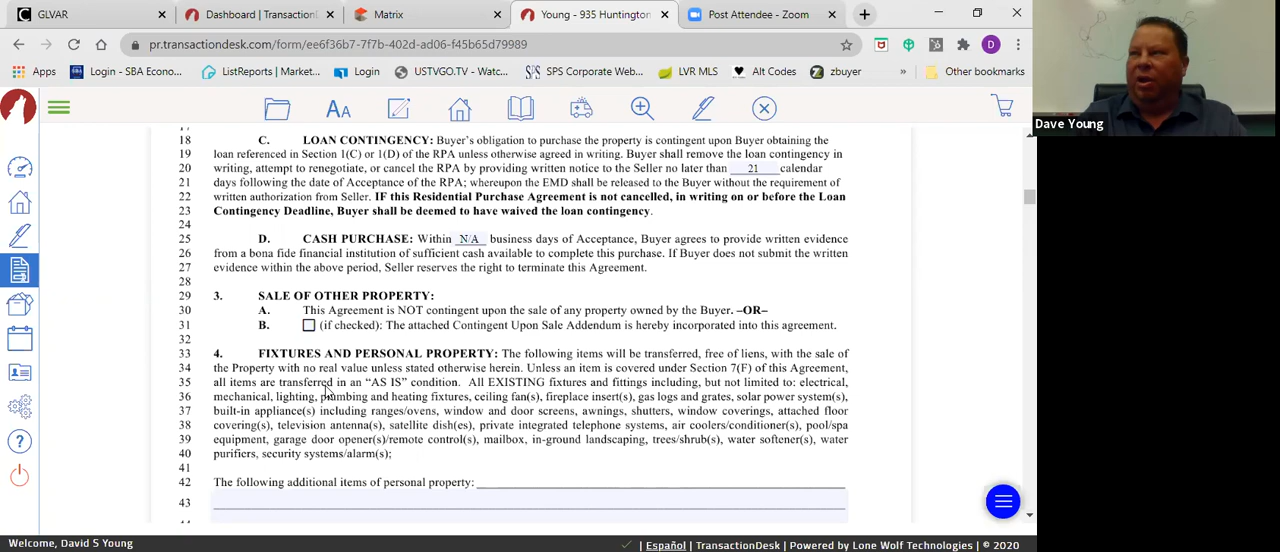 GLVAR
Dashboard | TransactionDesk
Matrix
Young - 935 Huntington
Post Attendee - Zoom
pr.transactiondesk.com/form/ee6f36b7-7f7b-402d-ad06-f45b65d79989
D
Apps
Login - SBA Econo...
ListReports | Market...
Login
USTVGO.TV - Watc...
SPS Corporate Web...
LVR MLS
Alt Codes
zbuyer
»
Other bookmarks
Dave Young
18 C. LOAN CONTINGENCY: Buyer's obligation to purchase the property is contingent upon Buyer obtaining the
19 loan referenced in Section 1(C) or 1(D) of the RPA unless otherwise agreed in writing. Buyer shall remove the loan contingency in
20 writing, attempt to renegotiate, or cancel the RPA by providing written notice to the Seller no later than 21 calendar
21 days following the date of Acceptance of the RPA; whereupon the EMD shall be released to the Buyer without the requirement of
22 written authorization from Seller. IF this Residential Purchase Agreement is not cancelled, in writing on or before the Loan
23 Contingency Deadline, Buyer shall be deemed to have waived the loan contingency.
24
25 D. CASH PURCHASE: Within N/A business days of Acceptance, Buyer agrees to provide written evidence
26 from a bona fide financial institution of sufficient cash available to complete this purchase. If Buyer does not submit the written
27 evidence within the above period, Seller reserves the right to terminate this Agreement.
28
29 3. SALE OF OTHER PROPERTY:
30 A. This Agreement is NOT contingent upon the sale of any property owned by the Buyer. –OR–
31 B. (if checked): The attached Contingent Upon Sale Addendum is hereby incorporated into this agreement.
32
33 4. FIXTURES AND PERSONAL PROPERTY: The following items will be transferred, free of liens, with the sale of
34 the Property with no real value unless stated otherwise herein. Unless an item is covered under Section 7(F) of this Agreement,
35 all items are transferred in an "AS IS" condition. All EXISTING fixtures and fittings including, but not limited to: electrical,
36 mechanical, lighting, plumbing and heating fixtures, ceiling fan(s), fireplace insert(s), gas logs and grates, solar power system(s),
37 built-in appliance(s) including ranges/ovens, window and door screens, awnings, shutters, window coverings, attached floor
38 covering(s), television antenna(s), satellite dish(es), private integrated telephone systems, air coolers/conditioner(s), pool/spa
39 equipment, garage door opener(s)/remote control(s), mailbox, in-ground landscaping, trees/shrub(s), water softener(s), water
40 purifiers, security systems/alarm(s);
41
42 The following additional items of personal property:
43
Welcome, David S Young
Español | TransactionDesk | Powered by Lone Wolf Technologies | © 2020